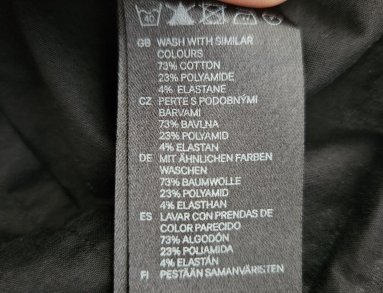 40
GB WASH WITH SIMILAR
COLOURS
73% COTTON
23% POLYAMIDE
4% ELASTANE
CZ PERTE S PODOBNÝMI
BARVAMI
73% BAVLNA
23% POLYAMID
4% ELASTAN
DE MIT ÄHNLICHEN FARBEN
WASCHEN
73% BAUMWOLLE
23% POLYAMID
4% ELASTHAN
ES LAVAR CON PRENDAS DE
COLOR PARECIDO
73% ALGODÓN
23% POLIAMIDA
4% ELASTÁN
FI PESTÄÄN SAMANVÄRISTEN